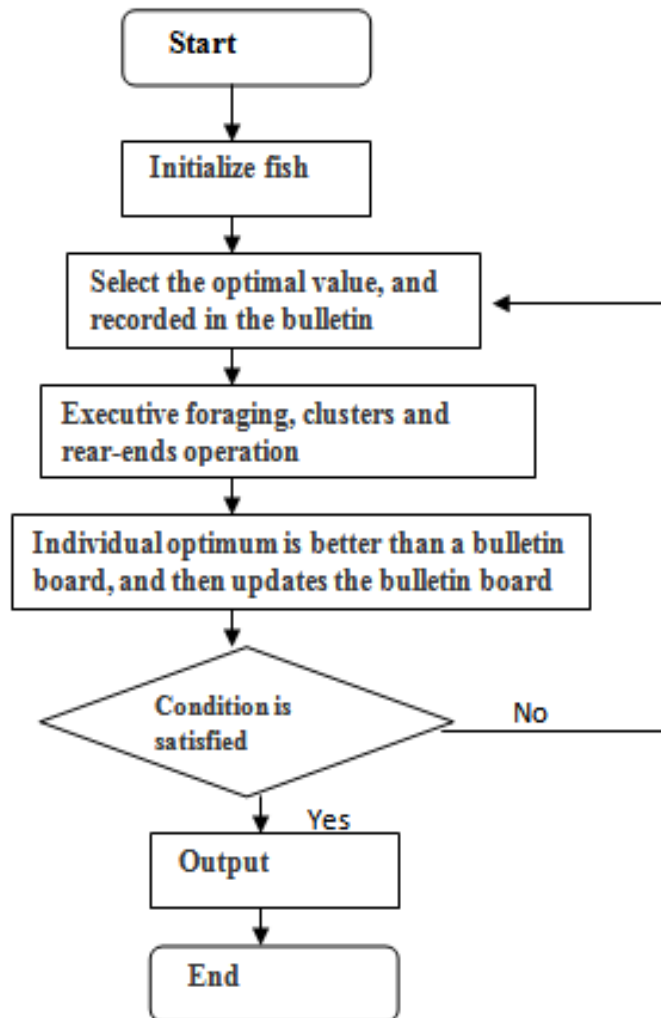 Start
Initialize fish
Select the optimal value, and
recorded in the bulletin
Executive foraging, clusters and
rear-ends operation
Individual optimum is better than a bulletin
board, and then updates the bulletin board
Condition is
satisfied
No
Yes
Output
End